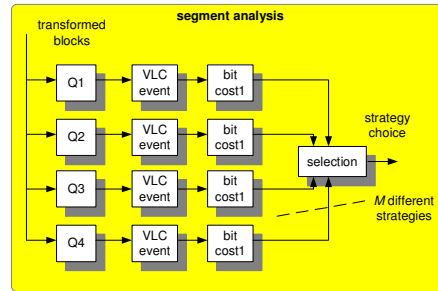 segment analysis
transformed
blocks
Q1
VLC
event
bit
cost1
Q2
VLC
event
bit
cost1
strategy
choice
selection
Q3
VLC
event
bit
cost1
M different
strategies
Q4
VLC
event
bit
cost1